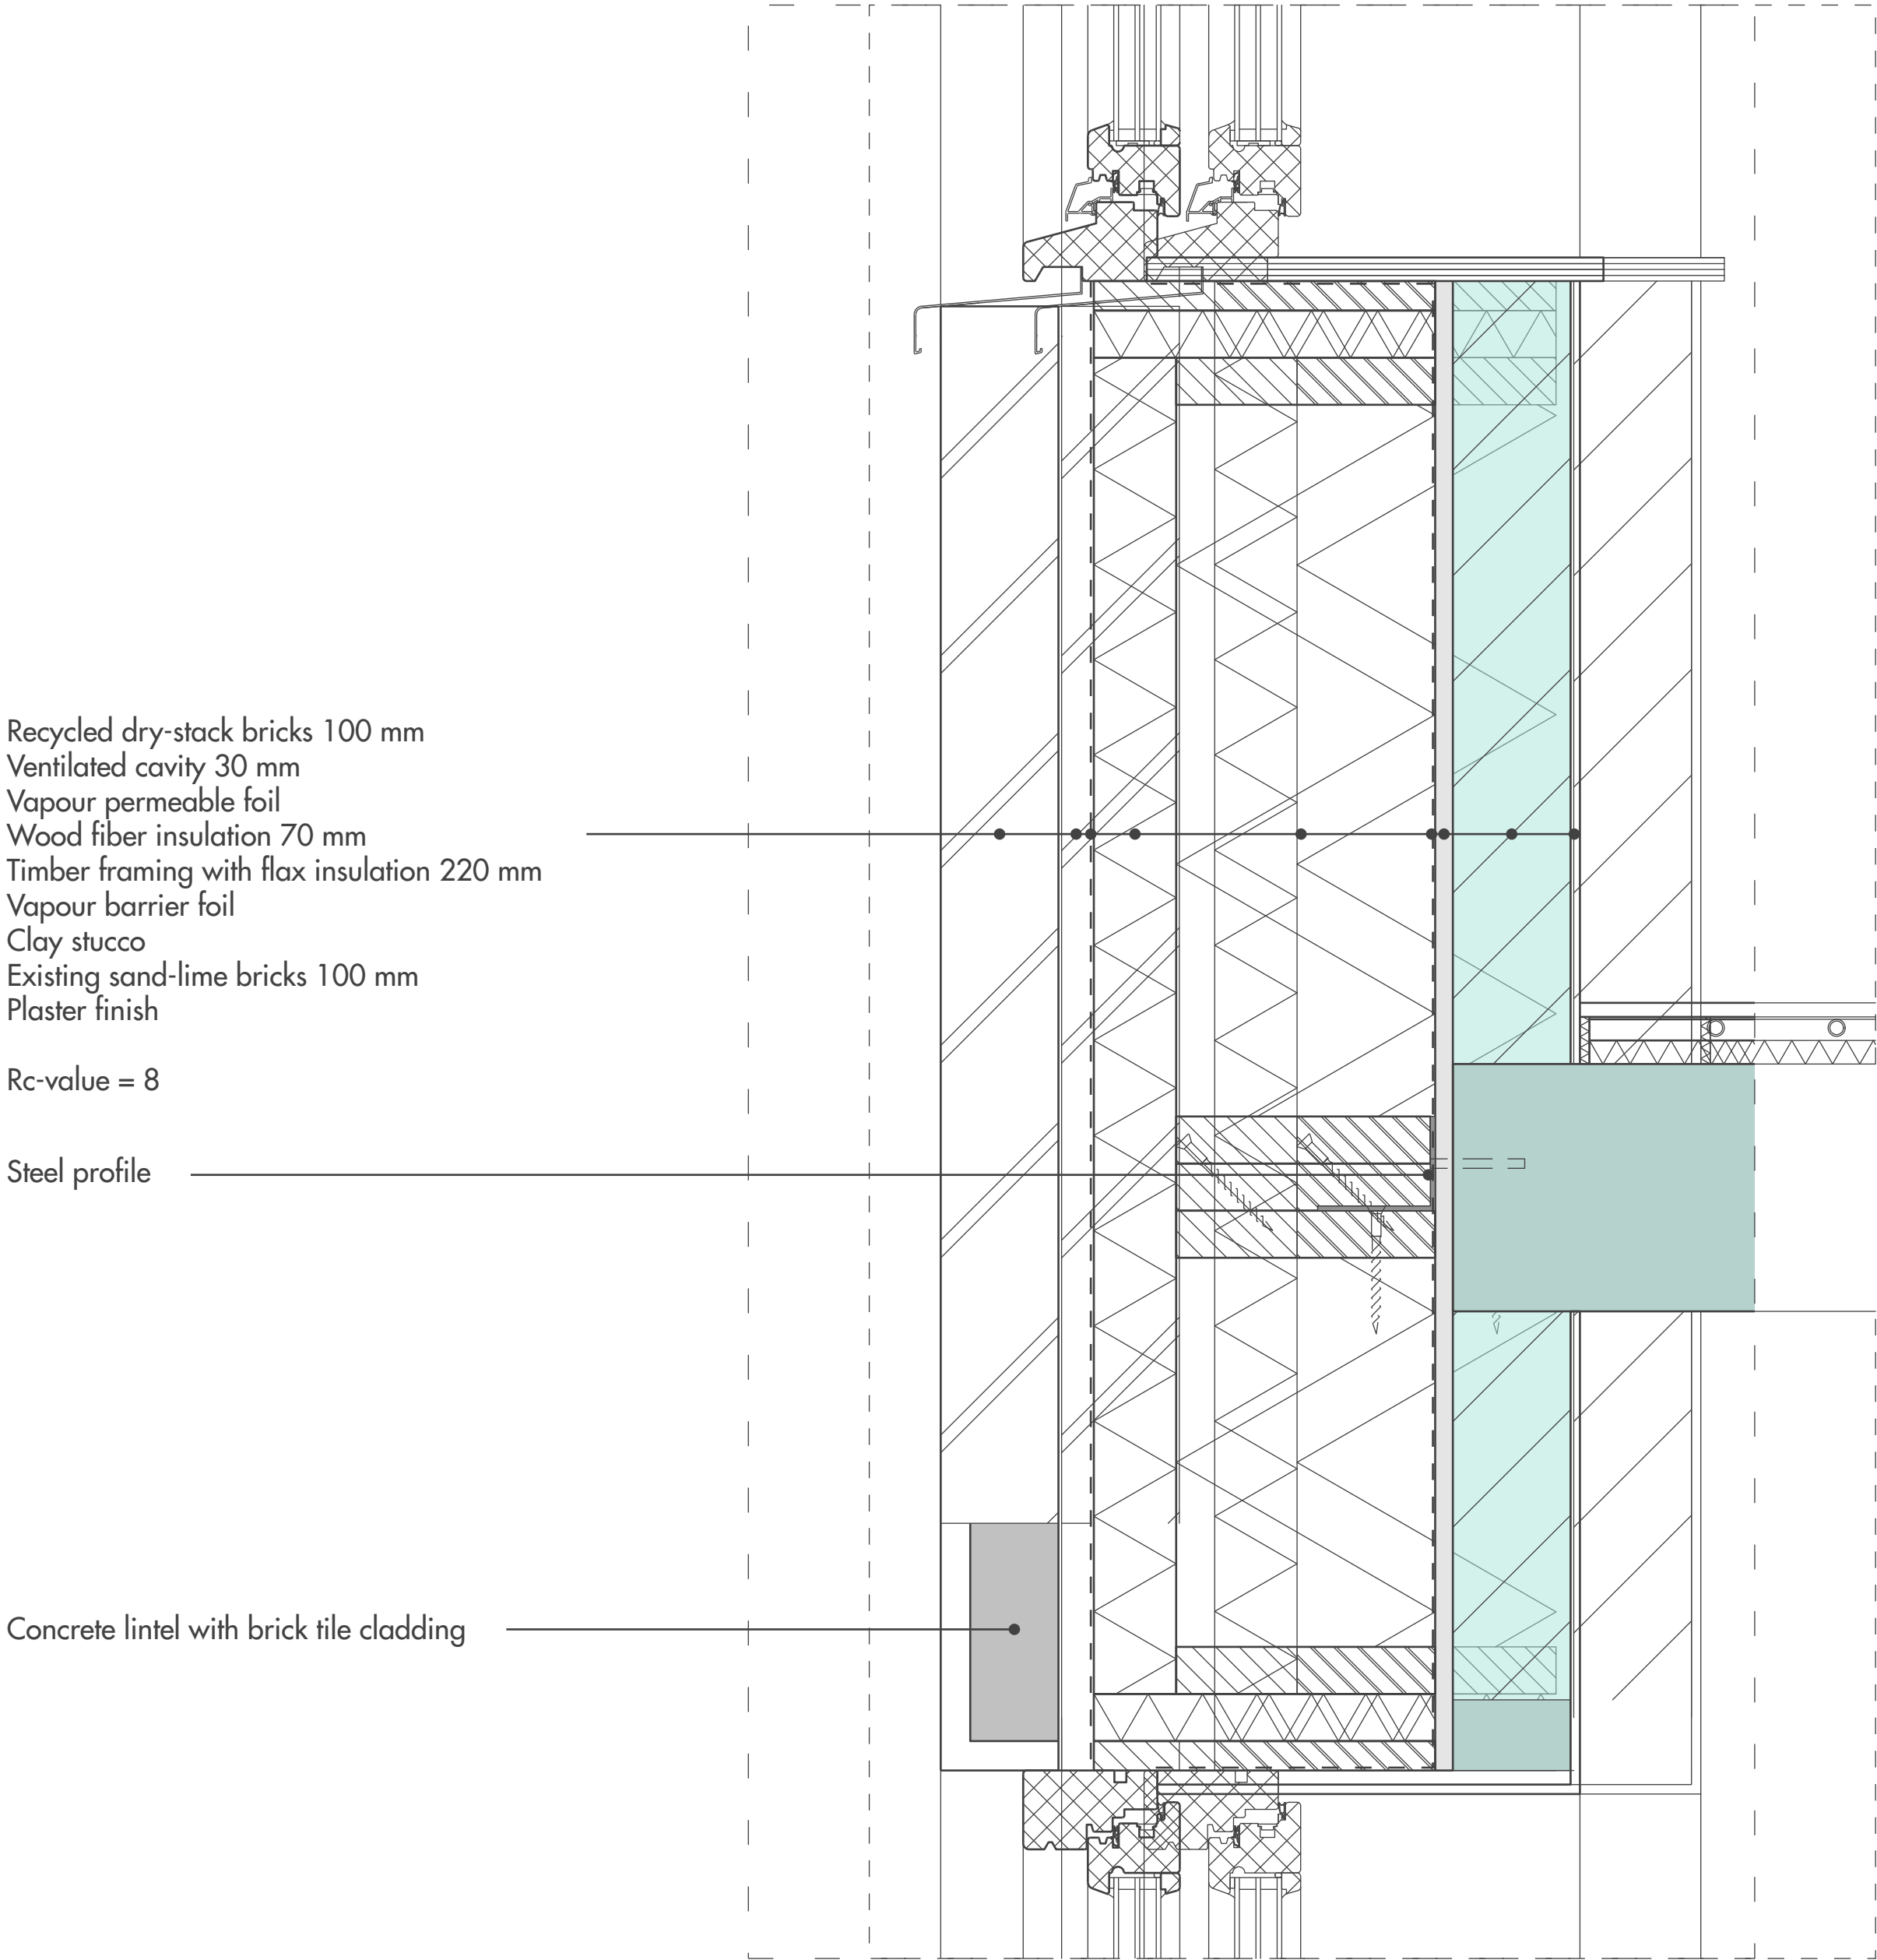 Recycled dry-stack bricks 100 mm
Ventilated cavity 30 mm
Vapour permeable foil
Wood fiber insulation 70 mm
Timber framing with flax insulation 220 mm
Vapour barrier foil
Clay stucco
Existing sand-lime bricks 100 mm
Plaster finish
Rc-value = 8
Steel profile
Concrete lintel with brick tile cladding